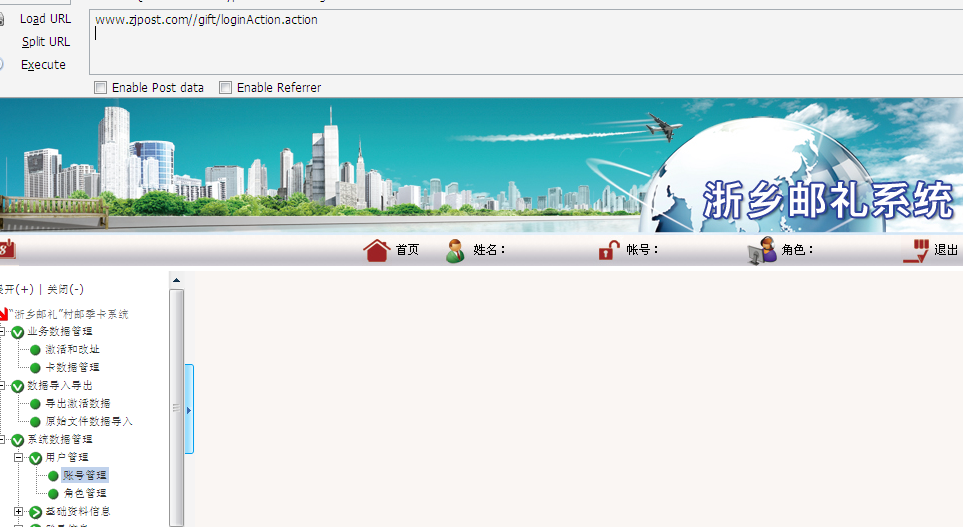 Load URL
www.zjpost.com//gift/loginAction.action
Split URL
Execute
Enable Post data
Enable Referrer
浙乡邮礼系统
首页
姓名：
帐号：
角色：
退出
开(+) | 关闭(-)
“浙乡邮礼”村邮季卡系统
业务数据管理
激活和改址
卡数据管理
数据导入导出
导出激活数据
原始文件数据导入
系统数据管理
用户管理
账号管理
角色管理
基础资料信息